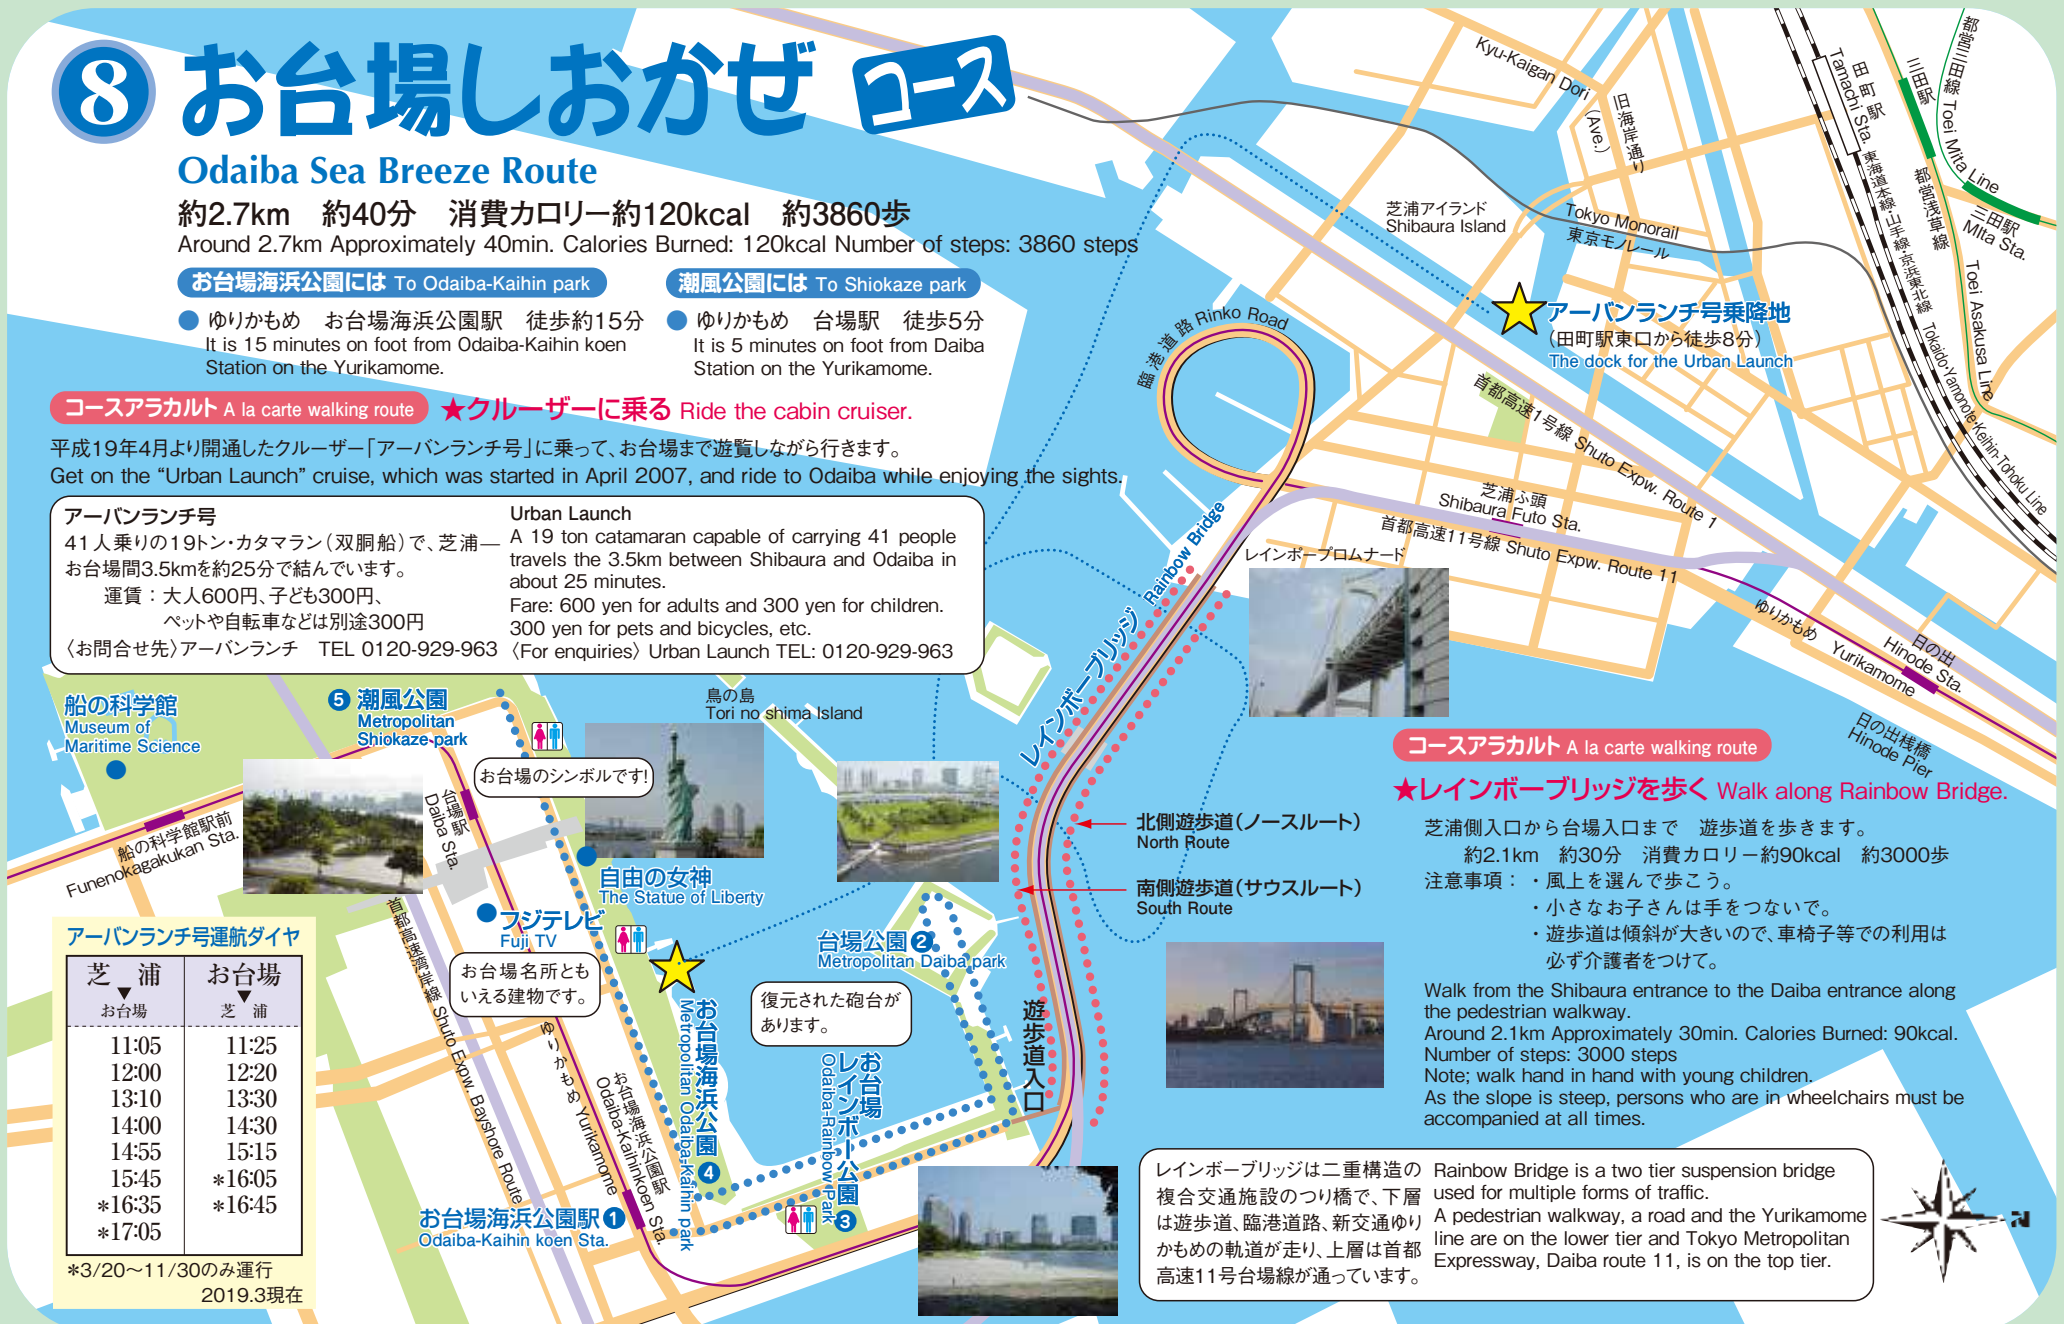 8 お台場しおかぜ コース
Odaiba Sea Breeze Route
約2.7km　約40分　消費カロリー約120kcal　約3860歩
Around 2.7km Approximately 40min. Calories Burned: 120kcal Number of steps: 3860 steps
お台場海浜公園には To Odaiba-Kaihin park
● ゆりかもめ　お台場海浜公園駅　徒歩約15分
It is 15 minutes on foot from Odaiba-Kaihin koen
Station on the Yurikamome.
潮風公園には To Shiokaze park
● ゆりかもめ　台場駅　徒歩5分
It is 5 minutes on foot from Daiba
Station on the Yurikamome.
コースアラカルト A la carte walking route ★クルーザーに乗る Ride the cabin cruiser.
平成19年4月より開通したクルーザー「アーバンランチ号」に乗って、お台場まで遊覧しながら行きます。
Get on the “Urban Launch” cruise, which was started in April 2007, and ride to Odaiba while enjoying the sights.
アーバンランチ号
41人乗りの19トン・カタマラン(双胴船)で、芝浦―
お台場間3.5kmを約25分で結んでいます。
運賃：大人600円、子ども300円、
ペットや自転車などは別途300円
〈お問合せ先〉アーバンランチ　TEL 0120-929-963
Urban Launch
A 19 ton catamaran capable of carrying 41 people
travels the 3.5km between Shibaura and Odaiba in
about 25 minutes.
Fare: 600 yen for adults and 300 yen for children.
300 yen for pets and bicycles, etc.
〈For enquiries〉 Urban Launch TEL: 0120-929-963
Kyu-Kaigan Dori (Ave.)
旧海岸通り
田町駅
Tamachi Sta.
三田駅
都営三田線 Toei Mita Line
三田駅
MIta Sta.
都営浅草線 Toei Asakusa Line
東海道本線・山手線・京浜東北線 Tokaido・Yamonote・Keihin-Tohoku Line
芝浦アイランド
Shibaura Island
Tokyo Monorail
東京モノレール
アーバンランチ号乗降地
(田町駅東口から徒歩8分)
The dock for the Urban Launch
臨港道路 Rinko Road
首都高速1号線 Shuto Expw. Route 1
芝浦ふ頭
Shibaura Futo Sta.
首都高速11号線 Shuto Expw. Route 11
レインボーブリッジ Rainbow Bridge
レインボープロムナード
ゆりかもめ
Yurikamome
日の出
Hinode Sta.
日の出桟橋
Hinode Pier
船の科学館
Museum of
Maritime Science
5 潮風公園
Metropolitan
Shiokaze park
鳥の島
Tori no shima Island
お台場のシンボルです!
台場駅
Daiba Sta.
船の科学館駅前
Funenokagakukan Sta.
自由の女神
The Statue of Liberty
フジテレビ
Fuji TV
お台場名所とも
いえる建物です。
首都高速湾岸線 Shuto Expw. Bayshore Route
ゆりかもめ Yurikamome
お台場海浜公園駅
Odaiba-Kaihinkoen Sta.
お台場海浜公園 4
Metropolitan Odaiba-Kaihin park
台場公園 2
Metropolitan Daiba park
復元された砲台が
あります。
お台場
レインボー公園 3
Odaiba-Rainbow Park
お台場海浜公園駅 1
Odaiba-Kaihin koen Sta.
遊歩道入口
北側遊歩道(ノースルート)
North Route
南側遊歩道(サウスルート)
South Route
アーバンランチ号運航ダイヤ
芝　浦　お台場
▼　▼
お台場　芝　浦
11:05　11:25
12:00　12:20
13:10　13:30
14:00　14:30
14:55　15:15
15:45　*16:05
*16:35　*16:45
*17:05
*3/20～11/30のみ運行
2019.3現在
コースアラカルト A la carte walking route
★レインボーブリッジを歩く Walk along Rainbow Bridge.
芝浦側入口から台場入口まで　遊歩道を歩きます。
約2.1km　約30分　消費カロリー約90kcal　約3000歩
注意事項：・風上を選んで歩こう。
・小さなお子さんは手をつないで。
・遊歩道は傾斜が大きいので、車椅子等での利用は
必ず介護者をつけて。
Walk from the Shibaura entrance to the Daiba entrance along
the pedestrian walkway.
Around 2.1km Approximately 30min. Calories Burned: 90kcal.
Number of steps: 3000 steps
Note; walk hand in hand with young children.
As the slope is steep, persons who are in wheelchairs must be
accompanied at all times.
レインボーブリッジは二重構造の
複合交通施設のつり橋で、下層
は遊歩道、臨港道路、新交通ゆり
かもめの軌道が走り、上層は首都
高速11号台場線が通っています。
Rainbow Bridge is a two tier suspension bridge
used for multiple forms of traffic.
A pedestrian walkway, a road and the Yurikamome
line are on the lower tier and Tokyo Metropolitan
Expressway, Daiba route 11, is on the top tier.
N